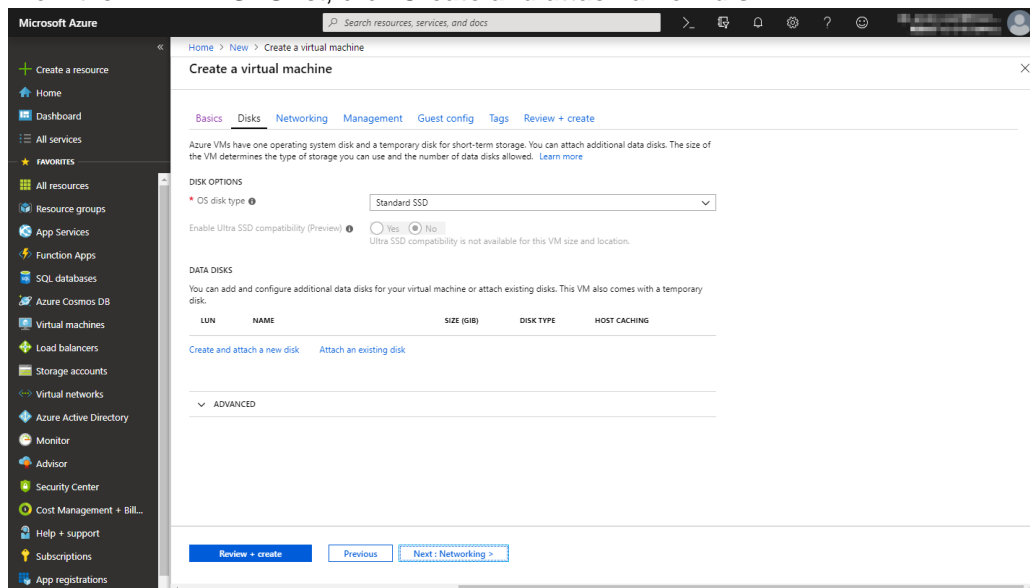 Microsoft Azure
Search resources, services, and docs
Home > New > Create a virtual machine
Create a virtual machine
Create a resource
Home
Dashboard
All services
FAVORITES
All resources
Resource groups
App Services
Function Apps
SQL databases
Azure Cosmos DB
Virtual machines
Load balancers
Storage accounts
Virtual networks
Azure Active Directory
Monitor
Advisor
Security Center
Cost Management + Bill...
Help + support
Subscriptions
App registrations
Basics Disks Networking Management Guest config Tags Review + create
Azure VMs have one operating system disk and a temporary disk for short-term storage. You can attach additional data disks. The size of
the VM determines the type of storage you can use and the number of data disks allowed. Learn more
DISK OPTIONS
* OS disk type
Standard SSD
Enable Ultra SSD compatibility (Preview)
Yes No
Ultra SSD compatibility is not available for this VM size and location.
DATA DISKS
You can add and configure additional data disks for your virtual machine or attach existing disks. This VM also comes with a temporary
disk.
LUN NAME SIZE (GIB) DISK TYPE HOST CACHING
Create and attach a new disk Attach an existing disk
ADVANCED
Review + create Previous Next : Networking >